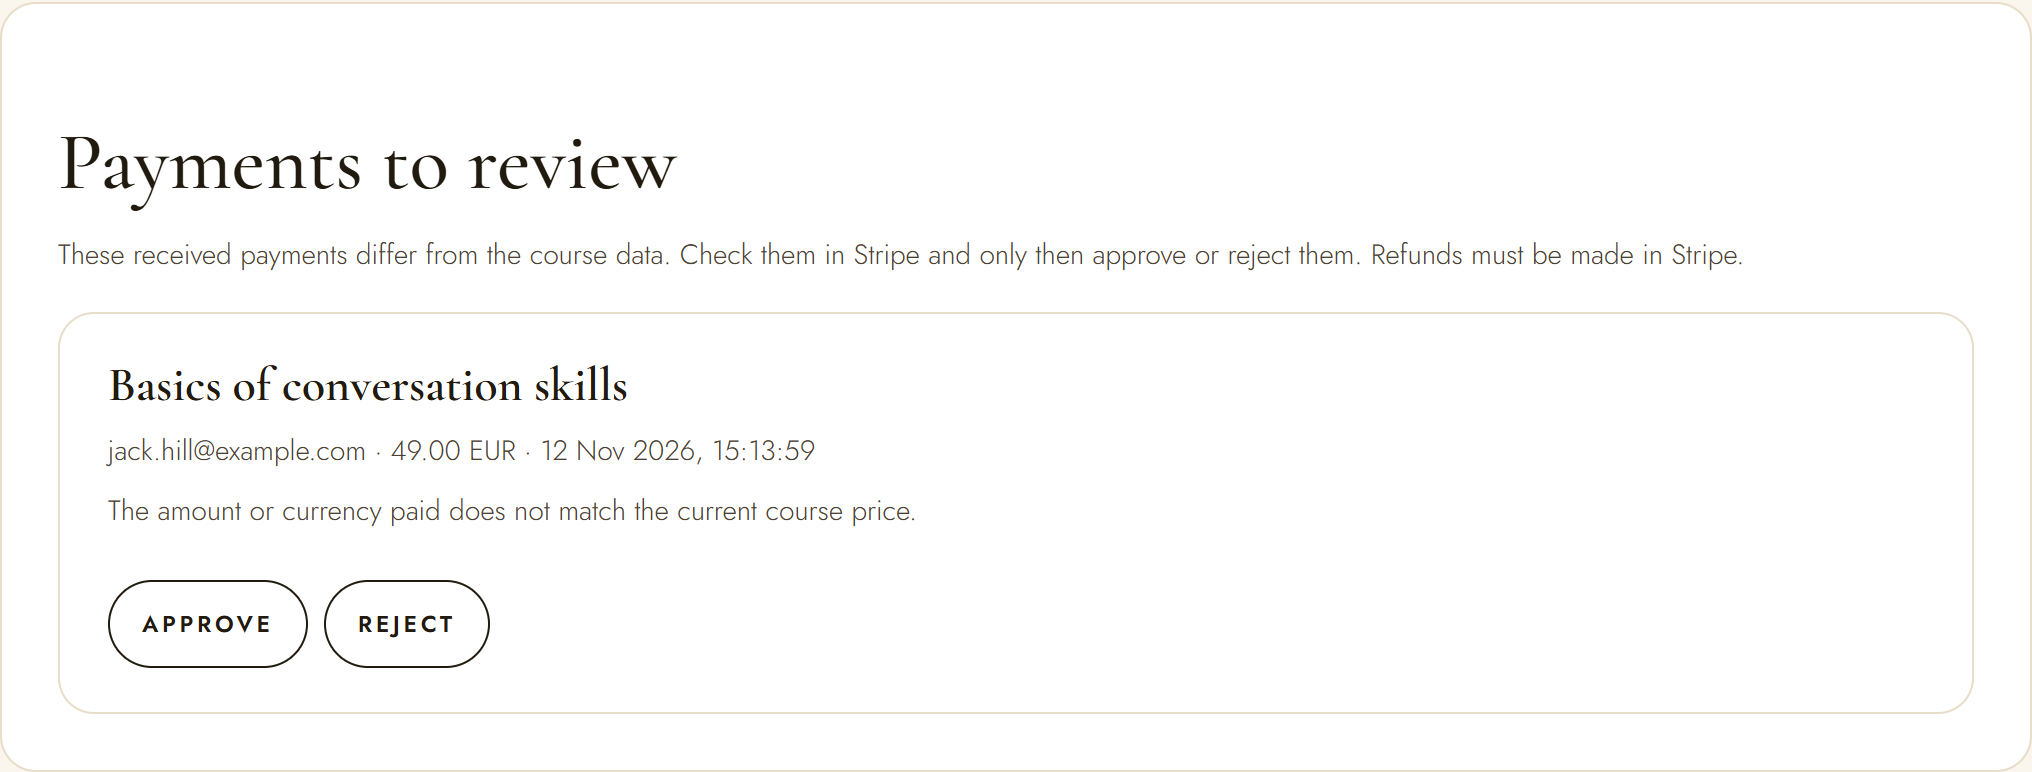 Payments to review
These received payments differ from the course data. Check them in Stripe and only then approve or reject them. Refunds must be made in Stripe.
Basics of conversation skills
jack.hill@example.com · 49.00 EUR · 12 Nov 2026, 15:13:59
The amount or currency paid does not match the current course price.
APPROVE REJECT